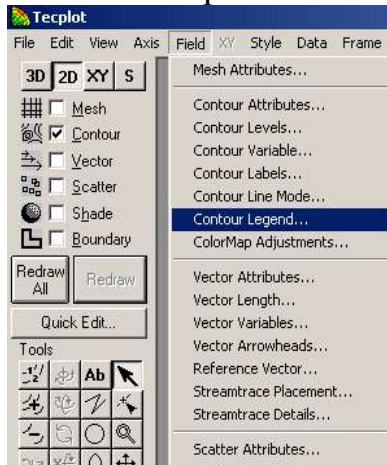 Tecplot
File Edit View Axis Field XY Style Data Frame
3D 2D XY S
Mesh
Contour
Vector
Scatter
Shade
Boundary
Redraw All
Redraw
Quick Edit...
Tools
Ab
Mesh Attributes...
Contour Attributes...
Contour Levels...
Contour Variable...
Contour Labels...
Contour Line Mode...
Contour Legend...
ColorMap Adjustments...
Vector Attributes...
Vector Length...
Vector Variables...
Vector Arrowheads...
Reference Vector...
Streamtrace Placement...
Streamtrace Details...
Scatter Attributes...